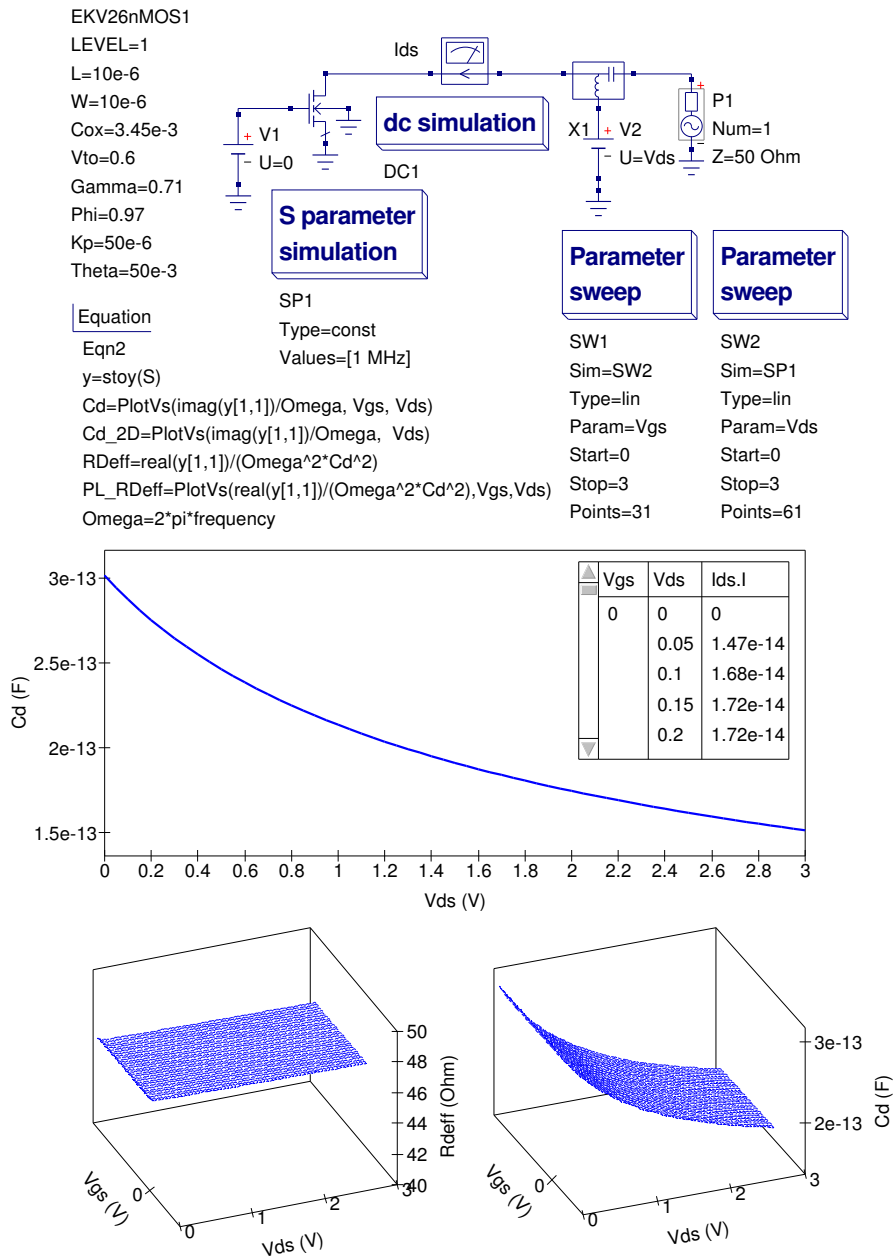 EKV26nMOS1
LEVEL=1
L=10e-6
W=10e-6
Cox=3.45e-3
Vto=0.6
Gamma=0.71
Phi=0.97
Kp=50e-6
Theta=50e-3
Ids
V1
U=0
dc simulation
DC1
X1
V2
U=Vds
P1
Num=1
Z=50 Ohm
S parameter
simulation
SP1
Type=const
Values=[1 MHz]
Parameter
sweep
SW1
Sim=SW2
Type=lin
Param=Vgs
Start=0
Stop=3
Points=31
Parameter
sweep
SW2
Sim=SP1
Type=lin
Param=Vds
Start=0
Stop=3
Points=61
Equation
Eqn2
y=stoy(S)
Cd=PlotVs(imag(y[1,1])/Omega, Vgs, Vds)
Cd_2D=PlotVs(imag(y[1,1])/Omega, Vds)
RDeff=real(y[1,1])/(Omega^2*Cd^2)
PL_RDeff=PlotVs(real(y[1,1])/(Omega^2*Cd^2),Vgs,Vds)
Omega=2*pi*frequency
3e-13
2.5e-13
2e-13
1.5e-13
Cd (F)
0 0.2 0.4 0.6 0.8 1 1.2 1.4 1.6 1.8 2 2.2 2.4 2.6 2.8 3
Vds (V)
Vgs Vds Ids.I
0 0 0
0.05 1.47e-14
0.1 1.68e-14
0.15 1.72e-14
0.2 1.72e-14
50
48
46
44
42
40
Rdeff (Ohm)
0
Vgs (V)
0 1 2 3
Vds (V)
3e-13
2e-13
Cd (F)
0
Vgs (V)
0 1 2 3
Vds (V)